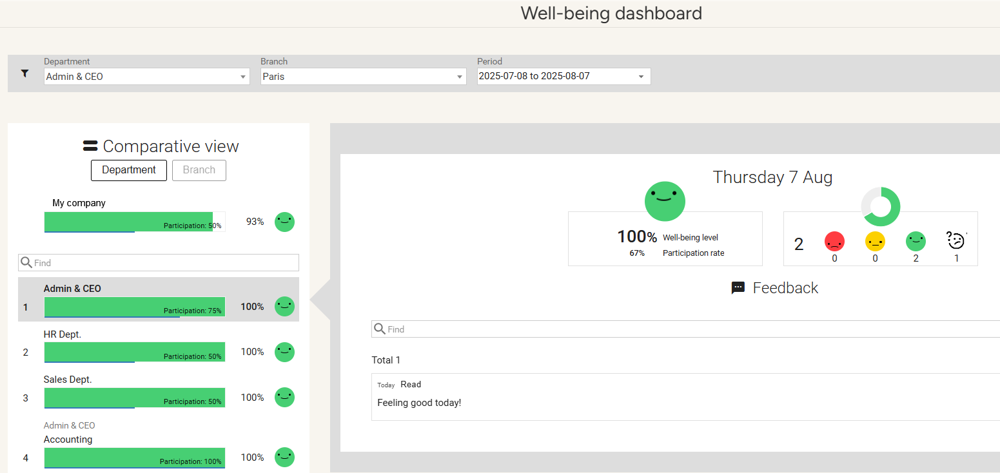 Well-being dashboard
Department
Admin & CEO
Branch
Paris
Period
2025-07-08 to 2025-08-07
Comparative view
Department
Branch
My company
Participation: 50%
93%
Find
1
Admin & CEO
Participation: 75%
100%
2
HR Dept.
Participation: 50%
100%
3
Sales Dept.
Participation: 50%
100%
Admin & CEO
4
Accounting
Participation: 100%
100%
Thursday 7 Aug
100% Well-being level
67% Participation rate
2
0
0
2
1
Feedback
Find
Total 1
Today Read
Feeling good today!